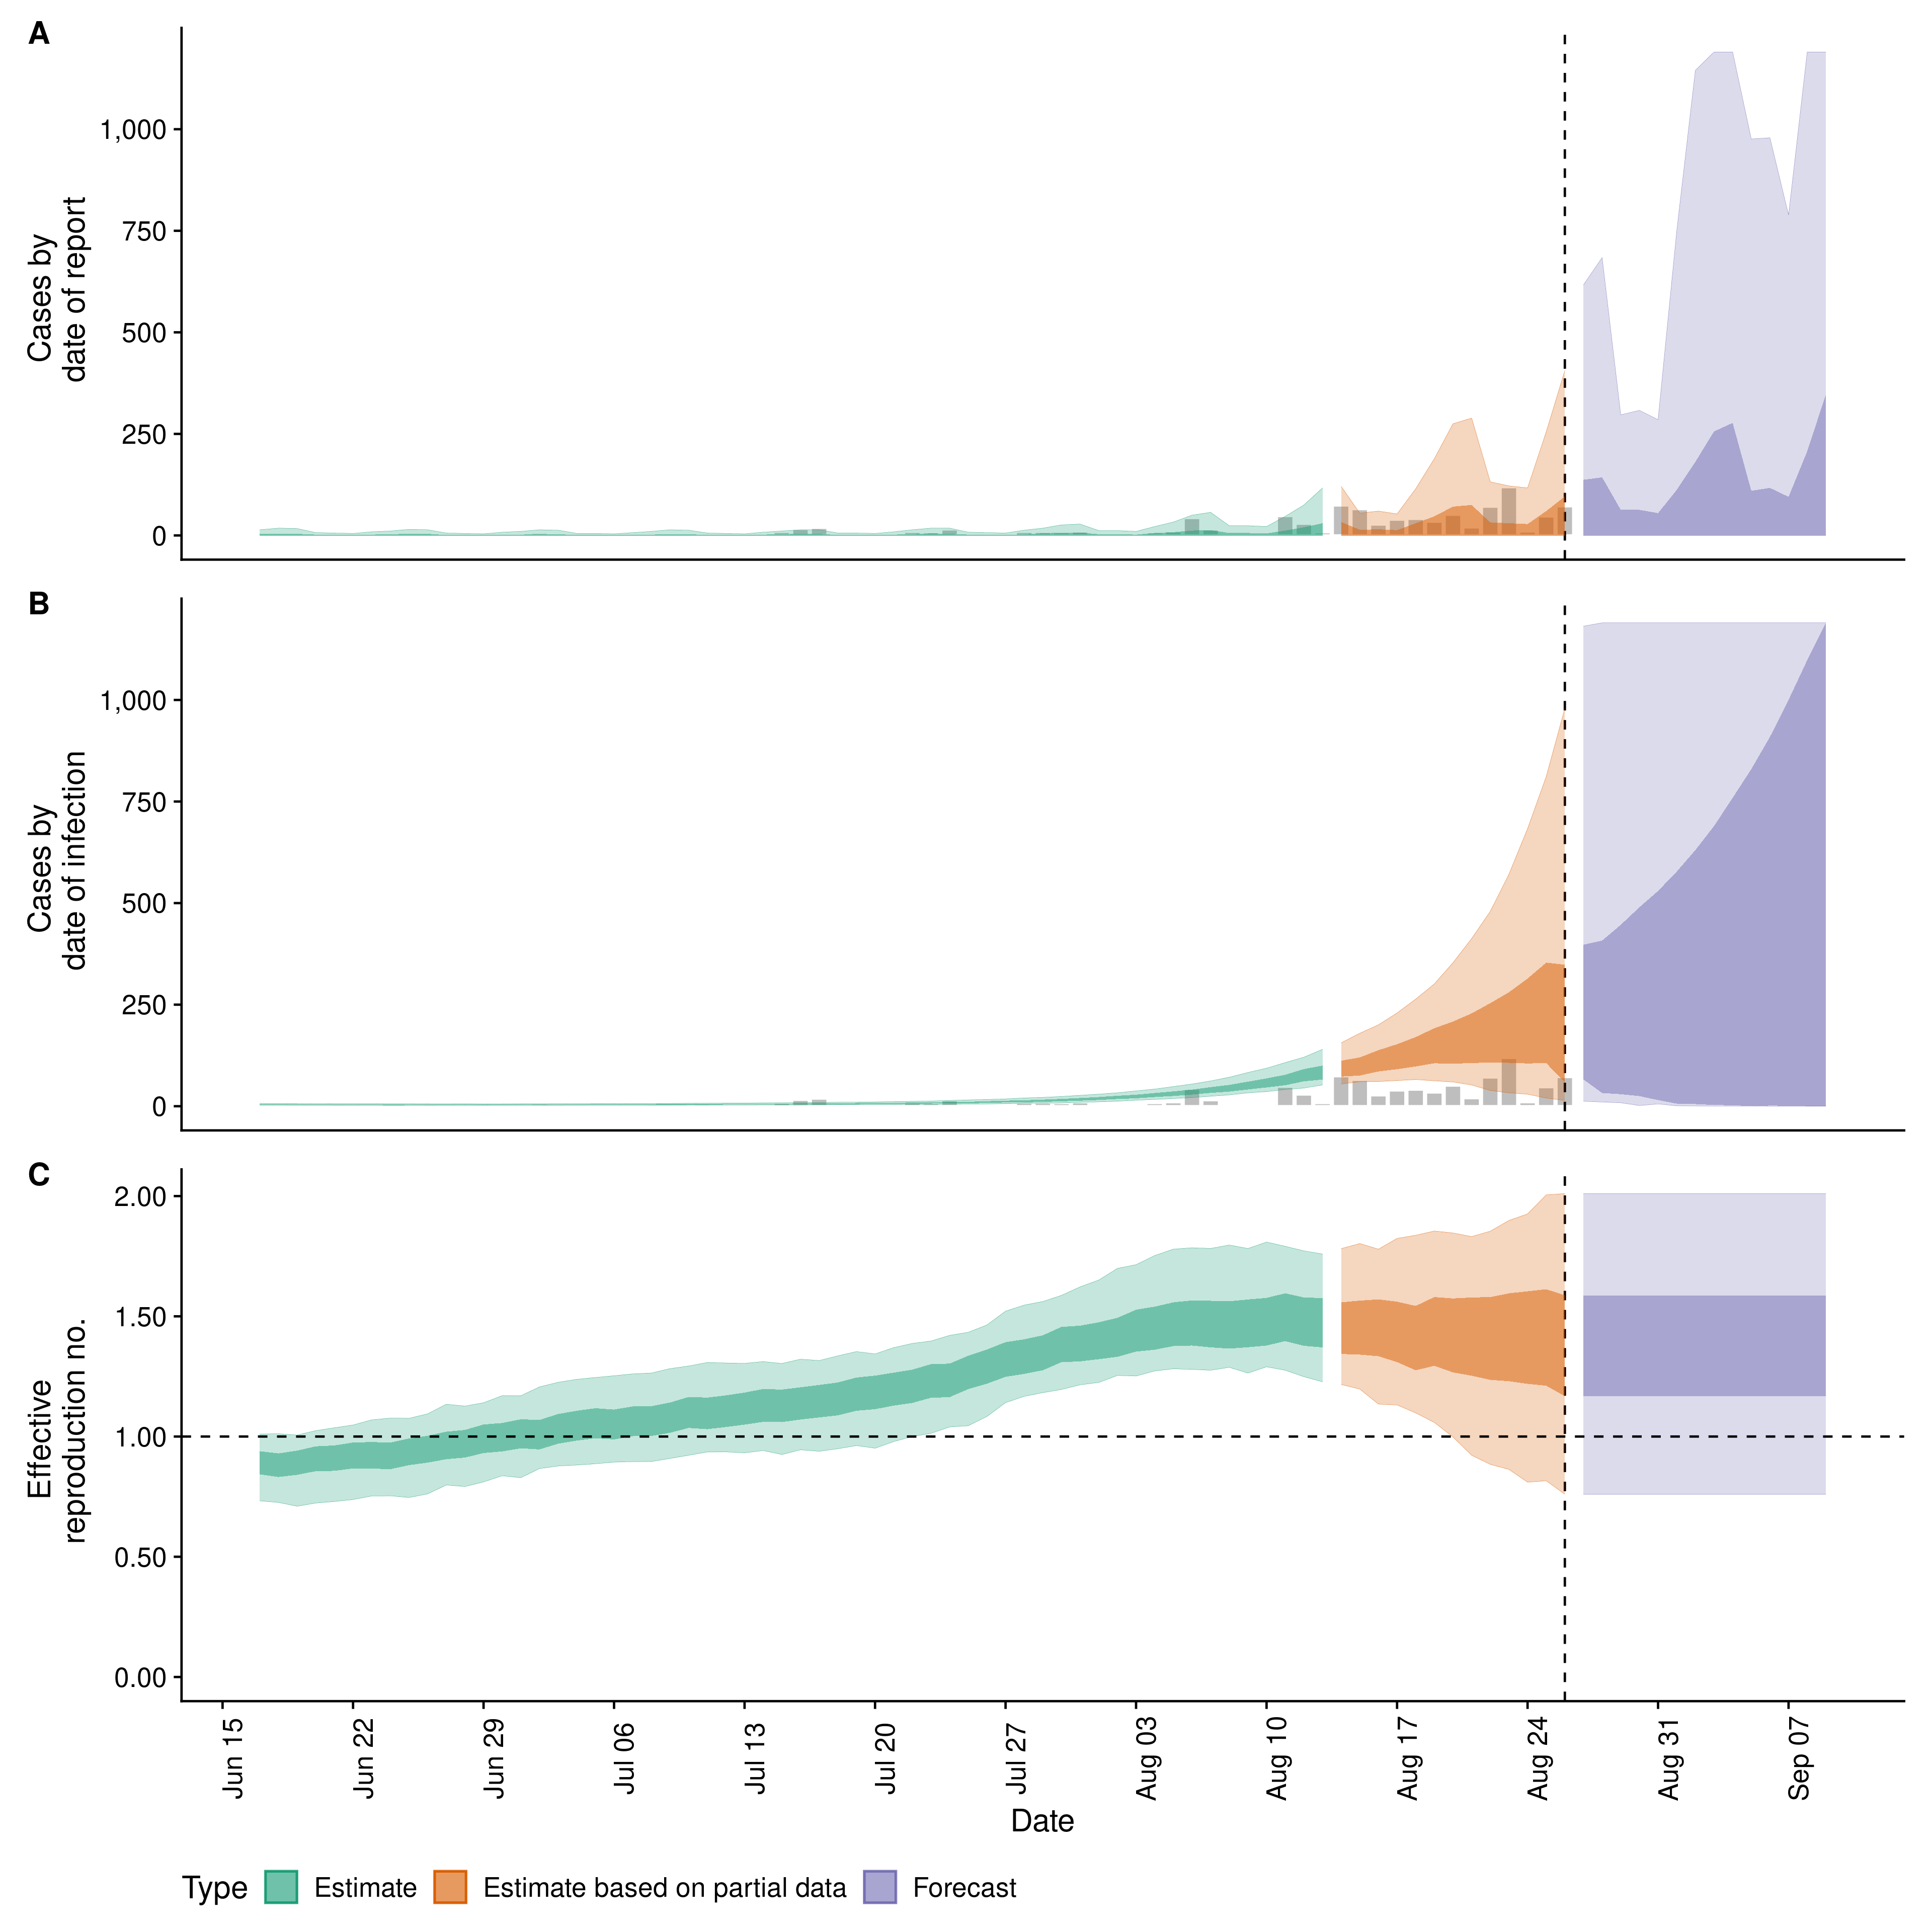 A
1,000
750
500
250
0
Cases by
date of report
B
1,000
750
500
250
0
Cases by
date of infection
C
2.00
1.50
1.00
0.50
0.00
Effective
reproduction no.
Jun 15
Jun 22
Jun 29
Jul 06
Jul 13
Jul 20
Jul 27
Aug 03
Aug 10
Aug 17
Aug 24
Aug 31
Sep 07
Date
Type Estimate Estimate based on partial data Forecast